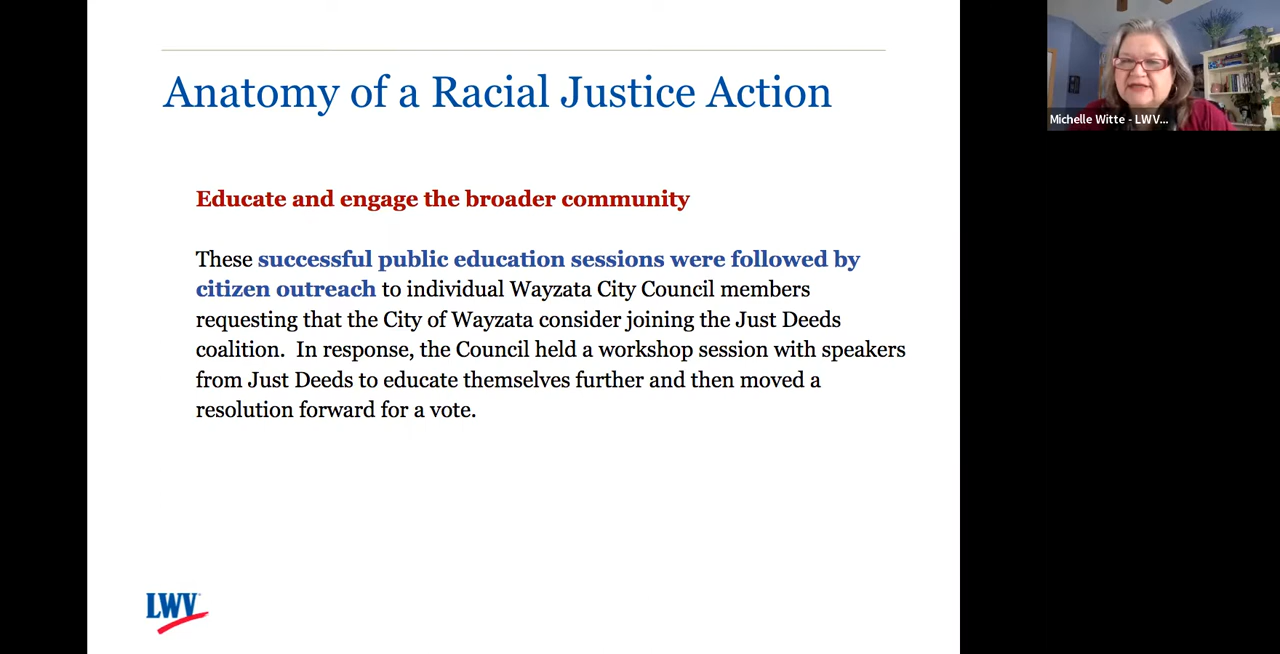 Anatomy of a Racial Justice Action
Educate and engage the broader community
These successful public education sessions were followed by
citizen outreach to individual Wayzata City Council members
requesting that the City of Wayzata consider joining the Just Deeds
coalition.  In response, the Council held a workshop session with speakers
from Just Deeds to educate themselves further and then moved a
resolution forward for a vote.
LWV
Michelle Witte - LWV...